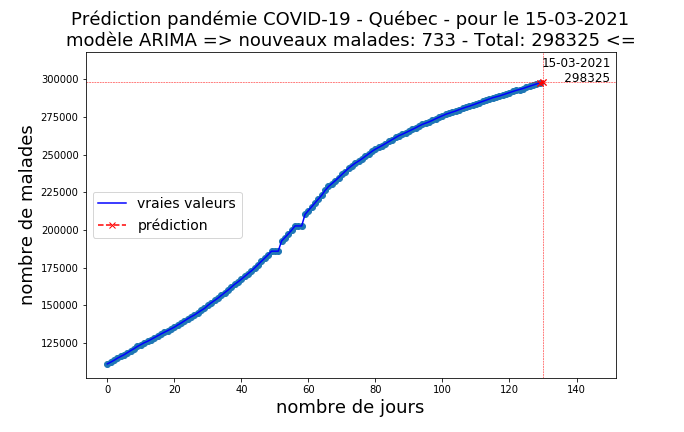 Prédiction pandémie COVID-19 - Québec - pour le 15-03-2021
modèle ARIMA => nouveaux malades: 733 - Total: 298325 <=
15-03-2021
298325
300000
275000
250000
225000
200000
175000
150000
125000
nombre de malades
vraies valeurs
prédiction
0 20 40 60 80 100 120 140
nombre de jours